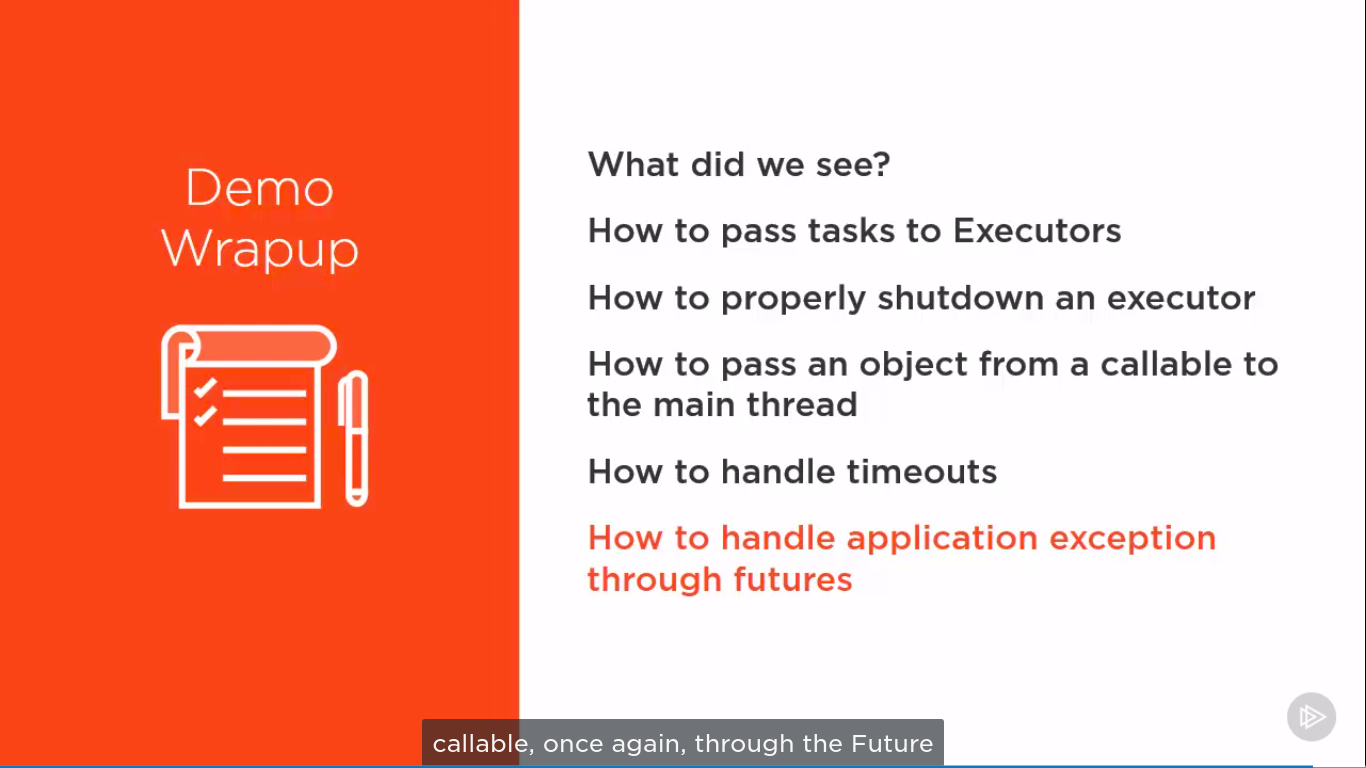 Demo
Wrapup
What did we see?
How to pass tasks to Executors
How to properly shutdown an executor
How to pass an object from a callable to
the main thread
How to handle timeouts
How to handle application exception
through futures
callable, once again, through the Future